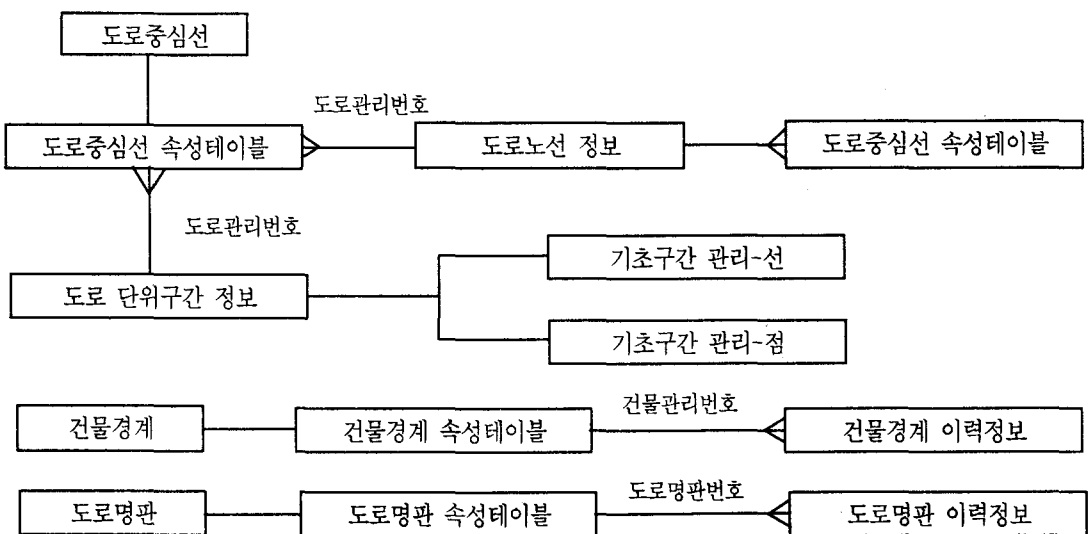 도로중심선
도로관리번호
도로중심선 속성테이블
도로노선 정보
도로중심선 속성테이블
도로관리번호
기초구간 관리-선
도로 단위구간 정보
기초구간 관리-점
건물관리번호
건물경계
건물경계 속성테이블
건물경계 이력정보
도로명판번호
도로명판
도로명판 속성테이블
도로명판 이력정보